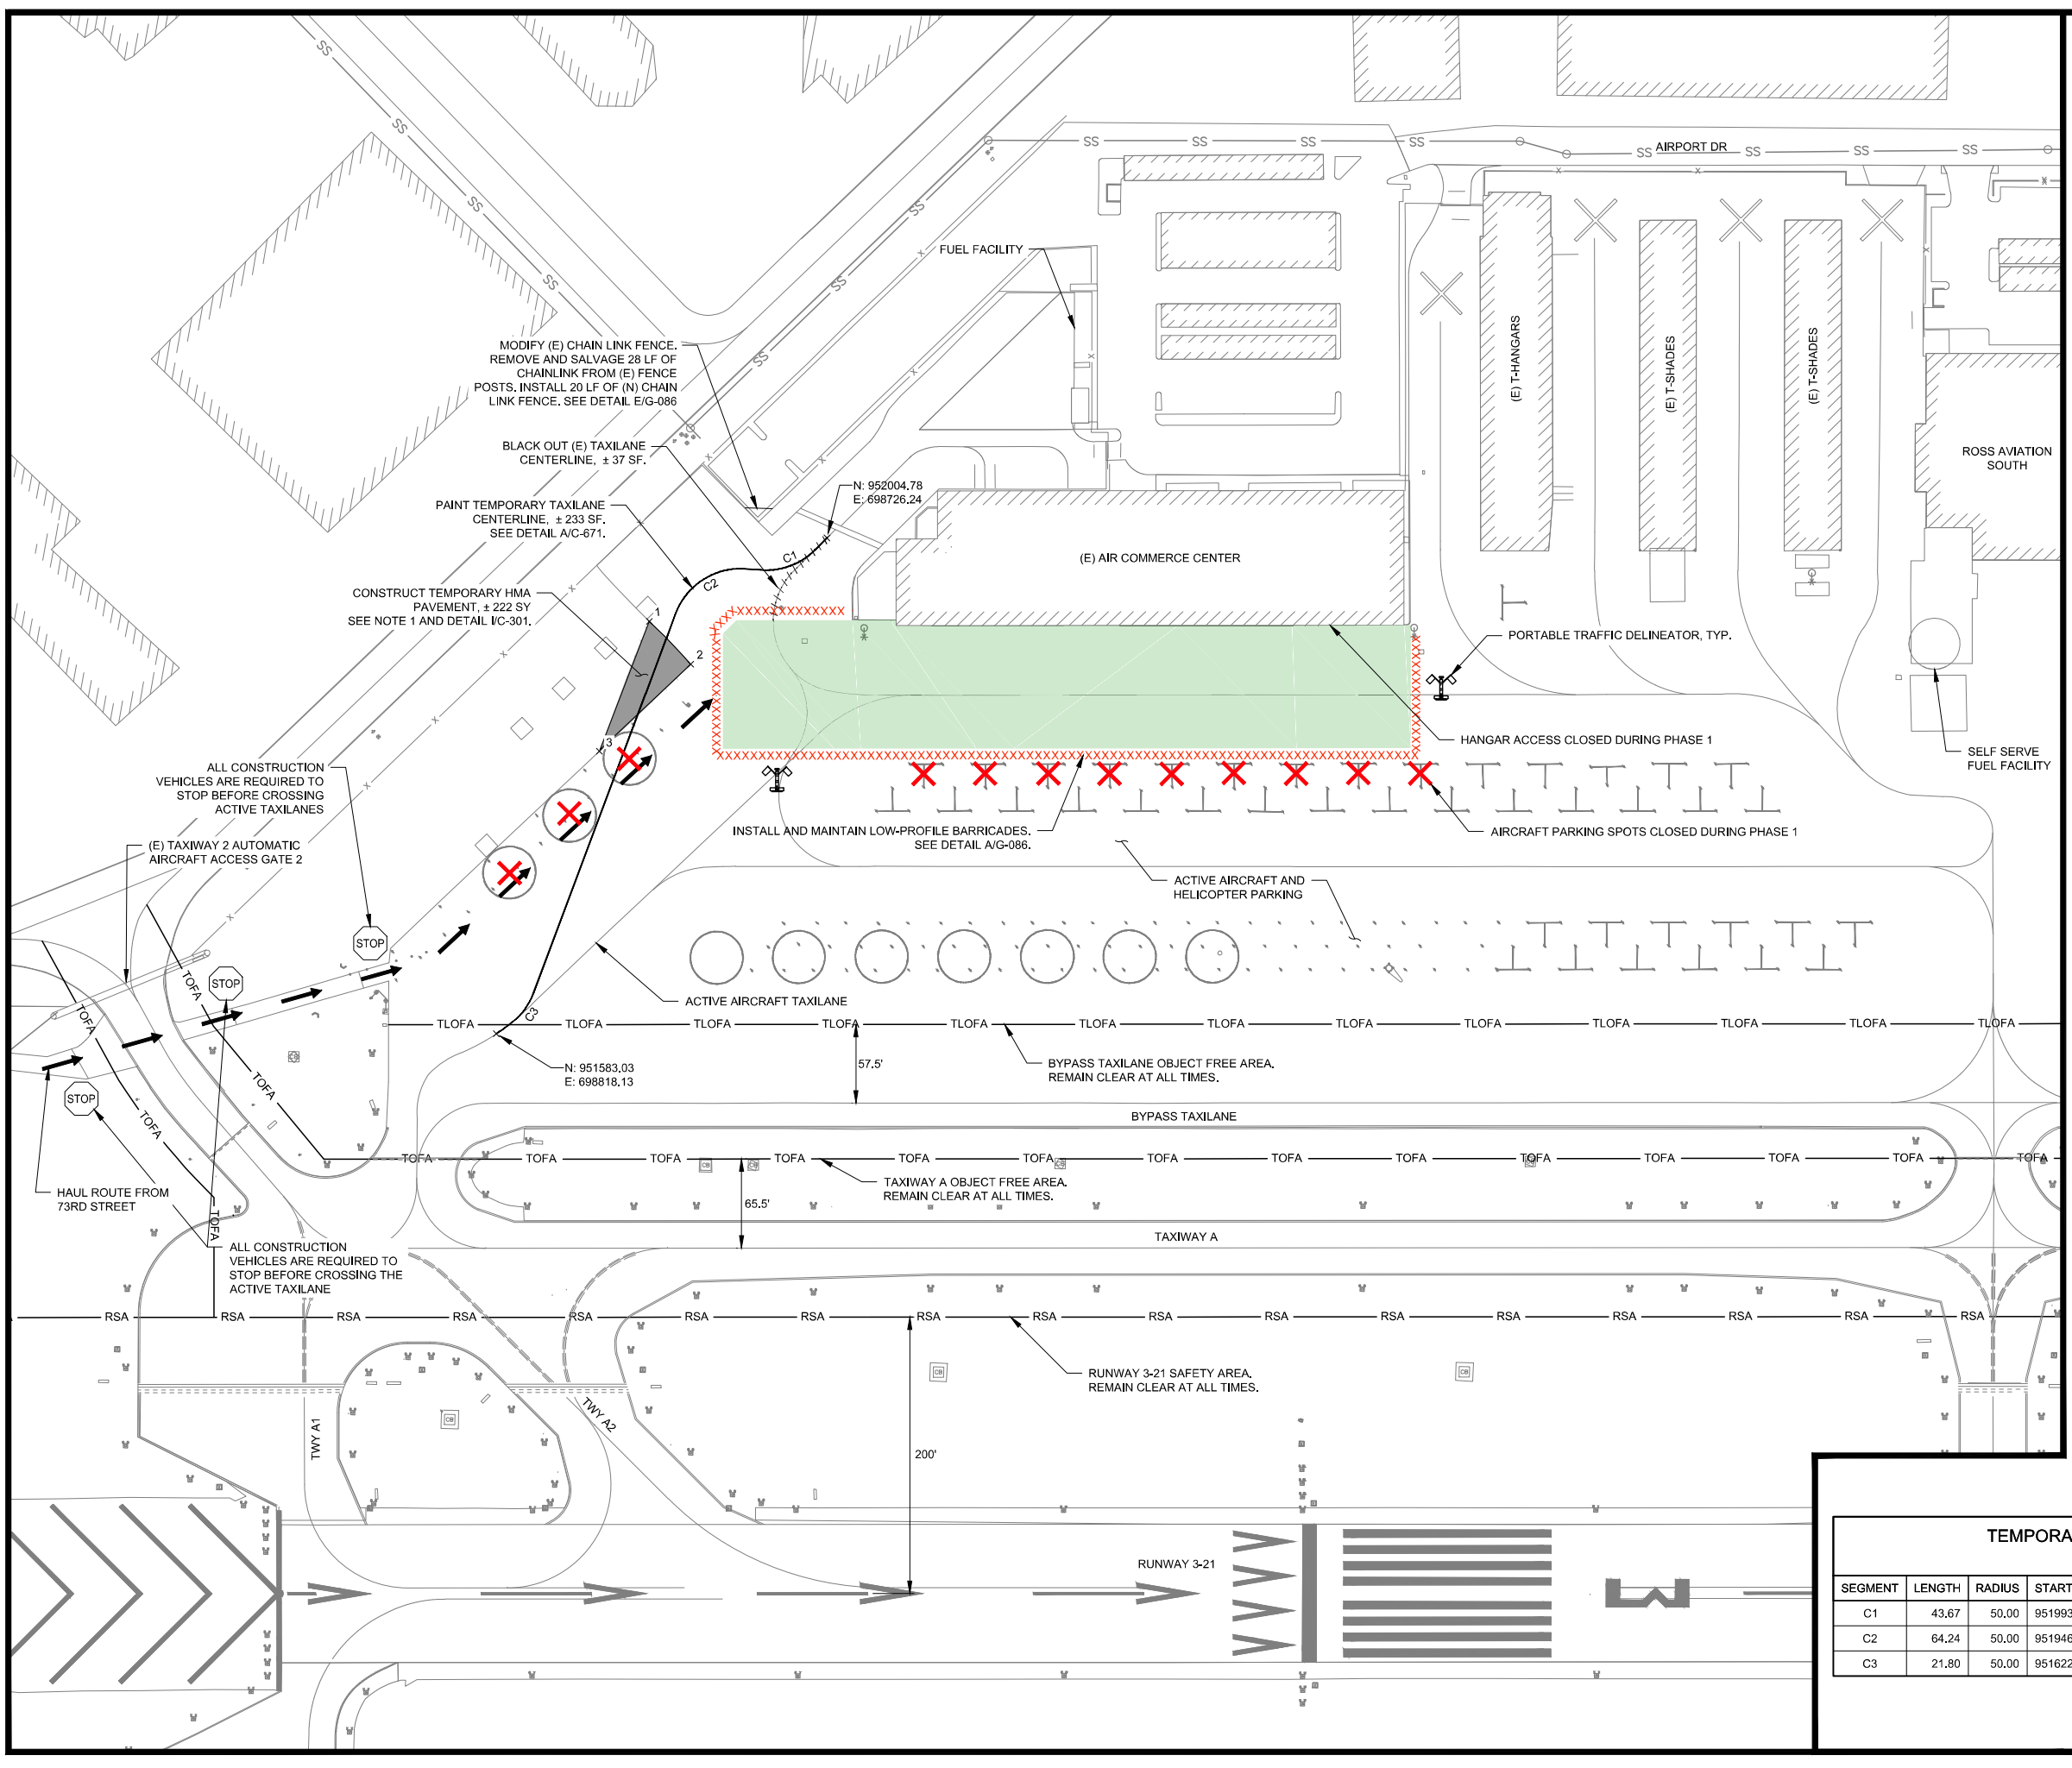 SS
SS
SS
SS
SS
SS
SS
SS
SS
SS
SS
SS
SS
SS
AIRPORT DR
FUEL FACILITY
MODIFY (E) CHAIN LINK FENCE.
REMOVE AND SALVAGE 28 LF OF
CHAINLINK FROM (E) FENCE
POSTS. INSTALL 20 LF OF (N) CHAIN
LINK FENCE. SEE DETAIL E/G-086
BLACK OUT (E) TAXILANE
CENTERLINE, ± 37 SF.
PAINT TEMPORARY TAXILANE
CENTERLINE, ± 233 SF.
SEE DETAIL A/C-671.
CONSTRUCT TEMPORARY HMA
PAVEMENT, ± 222 SY
SEE NOTE 1 AND DETAIL I/C-301.
N: 952004.78
E: 698726.24
C1
C2
C3
1
2
3
(E) AIR COMMERCE CENTER
(E) T-HANGARS
(E) T-SHADES
(E) T-SHADES
ROSS AVIATION
SOUTH
PORTABLE TRAFFIC DELINEATOR, TYP.
HANGAR ACCESS CLOSED DURING PHASE 1
SELF SERVE
FUEL FACILITY
ALL CONSTRUCTION
VEHICLES ARE REQUIRED TO
STOP BEFORE CROSSING
ACTIVE TAXILANES
(E) TAXIWAY 2 AUTOMATIC
AIRCRAFT ACCESS GATE 2
INSTALL AND MAINTAIN LOW-PROFILE BARRICADES.
SEE DETAIL A/G-086.
AIRCRAFT PARKING SPOTS CLOSED DURING PHASE 1
ACTIVE AIRCRAFT AND
HELICOPTER PARKING
STOP
STOP
STOP
ACTIVE AIRCRAFT TAXILANE
TLOFA TLOFA TLOFA TLOFA TLOFA TLOFA TLOFA TLOFA TLOFA TLOFA TLOFA TLOFA TLOFA
TOFA
TOFA
TOFA
TOFA
TOFA
N: 951583.03
E: 698818.13
57.5'
BYPASS TAXILANE OBJECT FREE AREA.
REMAIN CLEAR AT ALL TIMES.
BYPASS TAXILANE
TOFA TOFA TOFA TOFA TOFA TOFA TOFA TOFA TOFA TOFA TOFA TOFA TOFA TOFA
CB CB CB CB
TAXIWAY A OBJECT FREE AREA.
REMAIN CLEAR AT ALL TIMES.
65.5'
HAUL ROUTE FROM
73RD STREET
ALL CONSTRUCTION
VEHICLES ARE REQUIRED TO
STOP BEFORE CROSSING THE
ACTIVE TAXILANE
TAXIWAY A
RSA RSA RSA RSA RSA RSA RSA RSA RSA RSA RSA RSA RSA RSA RSA RSA RSA
RUNWAY 3-21 SAFETY AREA.
REMAIN CLEAR AT ALL TIMES.
CB
CB
CB
TWY A1
TWY A2
200'
RUNWAY 3-21
TEMPORA
SEGMENT LENGTH RADIUS START
C1 43.67 50.00 951993
C2 64.24 50.00 951946
C3 21.80 50.00 951622